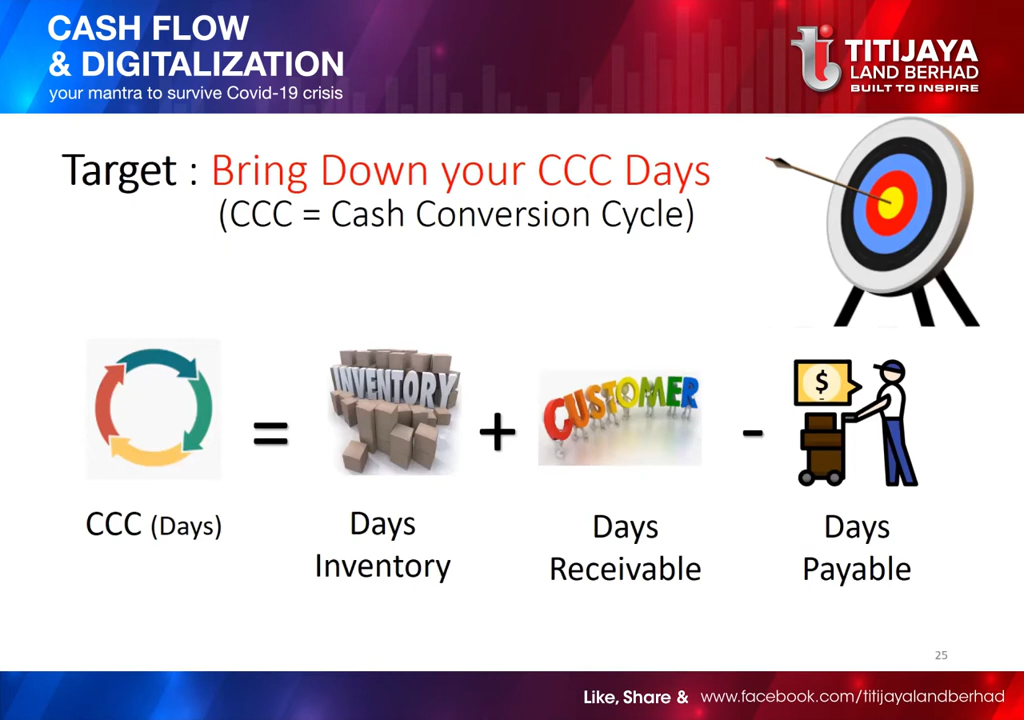 CASH FLOW
& DIGITALIZATION
your mantra to survive Covid-19 crisis
TITIJAYA
LAND BERHAD
BUILT TO INSPIRE
Target : Bring Down your CCC Days
(CCC = Cash Conversion Cycle)
INVENTORY
CUSTOMER
$
= + -
CCC (Days)
Days
Inventory
Days
Receivable
Days
Payable
25
Like, Share & www.facebook.com/titijayalandberhad